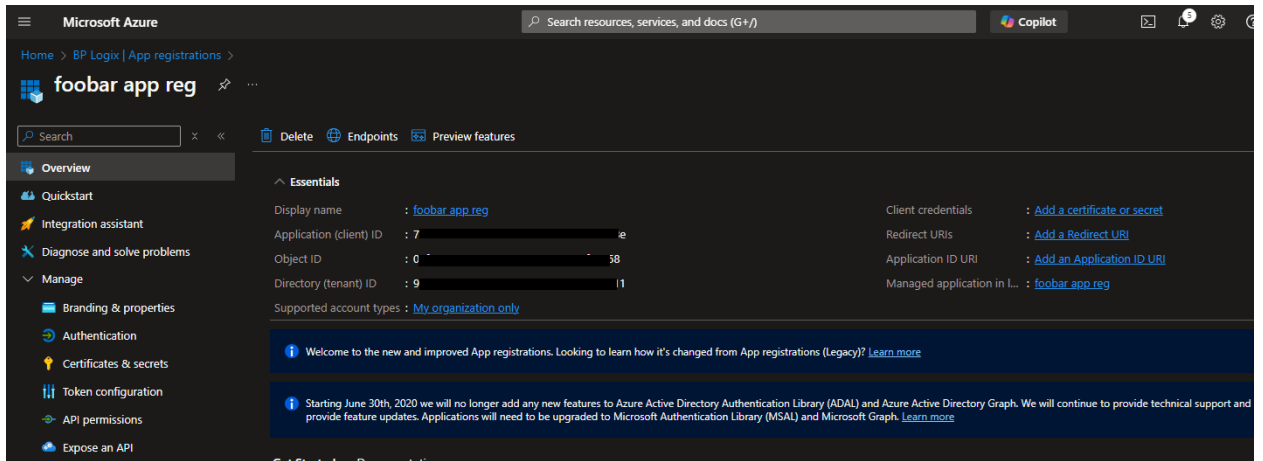 Microsoft Azure
Search resources, services, and docs (G+/)
Copilot
5
Home > BP Logix | App registrations >
foobar app reg
Search
Delete
Endpoints
Preview features
Overview
Quickstart
Integration assistant
Diagnose and solve problems
Manage
Branding & properties
Authentication
Certificates & secrets
Token configuration
API permissions
Expose an API
Essentials
Display name : foobar app reg
Application (client) ID : 7 e
Object ID : 0 58
Directory (tenant) ID : 9 11
Supported account types : My organization only
Client credentials : Add a certificate or secret
Redirect URIs : Add a Redirect URI
Application ID URI : Add an Application ID URI
Managed application in l... : foobar app reg
Welcome to the new and improved App registrations. Looking to learn how it's changed from App registrations (Legacy)? Learn more
Starting June 30th, 2020 we will no longer add any new features to Azure Active Directory Authentication Library (ADAL) and Azure Active Directory Graph. We will continue to provide technical support and
provide feature updates. Applications will need to be upgraded to Microsoft Authentication Library (MSAL) and Microsoft Graph. Learn more